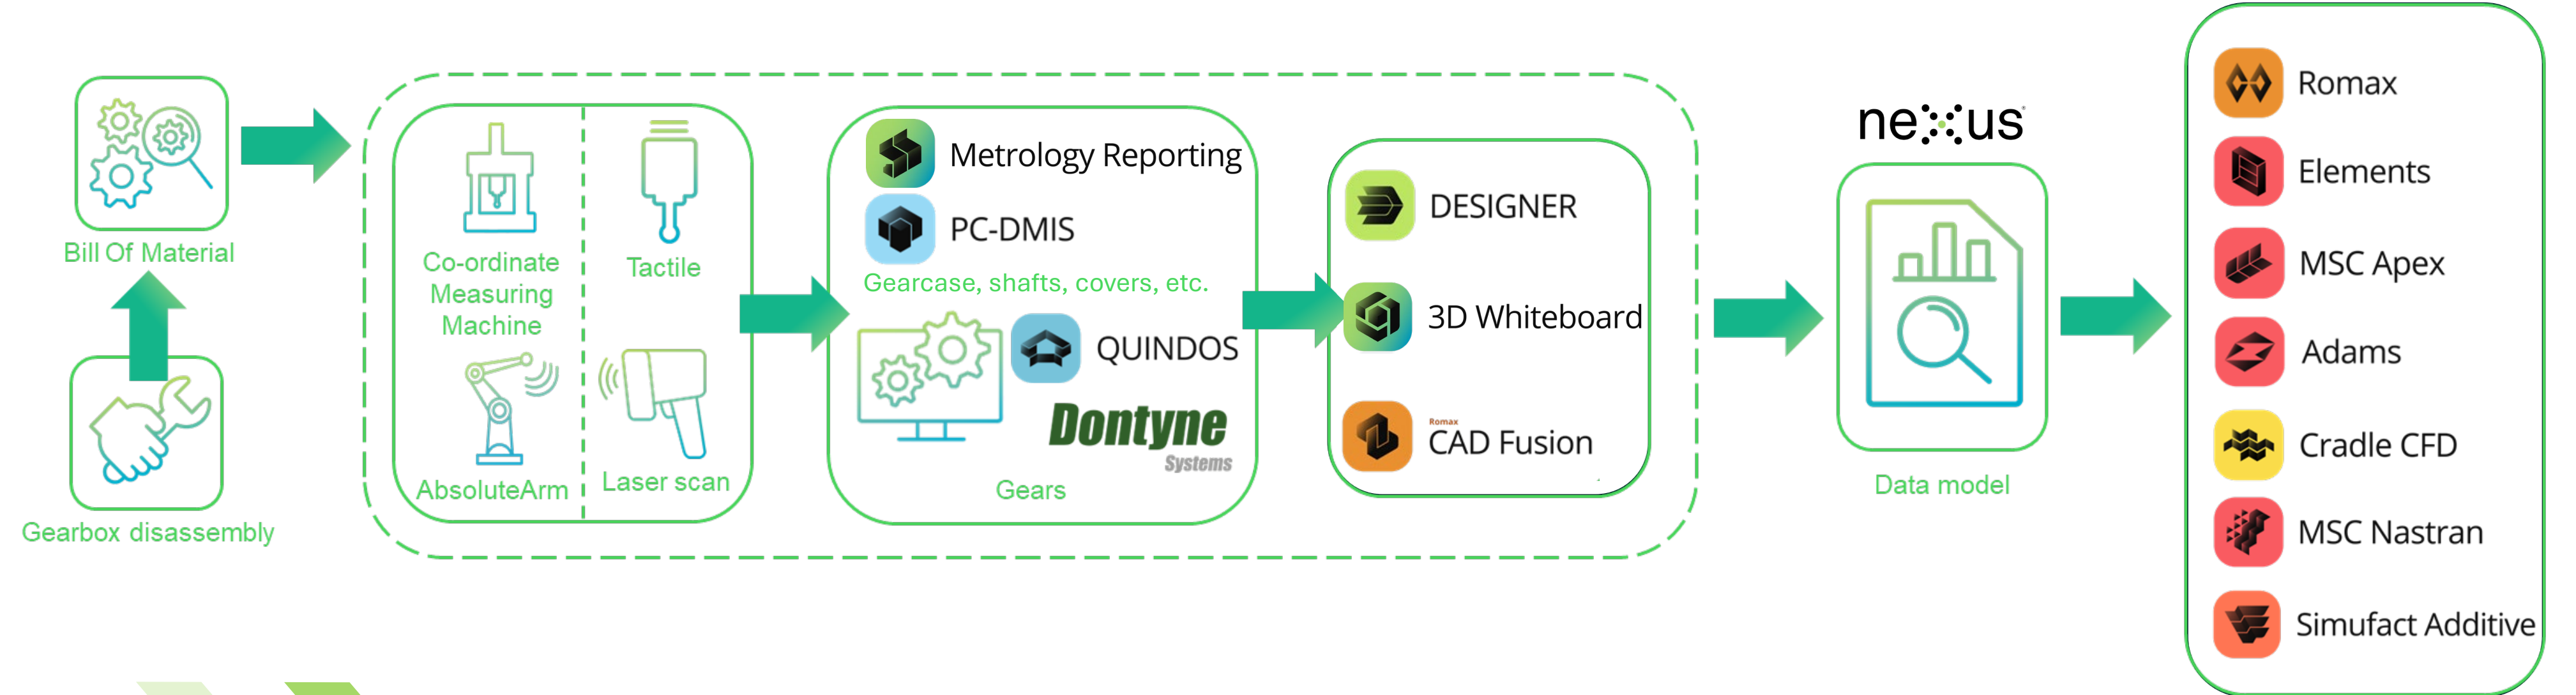 Bill Of Material
Gearbox disassembly
Co-ordinate
Measuring
Machine
Tactile
AbsoluteArm
Laser scan
Metrology Reporting
PC-DMIS
Gearcase, shafts, covers, etc.
QUINDOS
Dontyne
Systems
Gears
DESIGNER
3D Whiteboard
Romax
CAD Fusion
nexus
Data model
Romax
Elements
MSC Apex
Adams
Cradle CFD
MSC Nastran
Simufact Additive